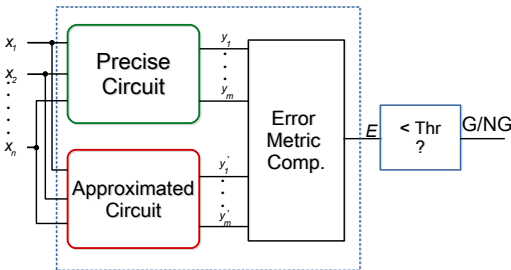 x1
x2
xn
Precise
Circuit
y1
ym
Approximated
Circuit
y'1
y'm
Error
Metric
Comp.
E
< Thr
?
G/NG